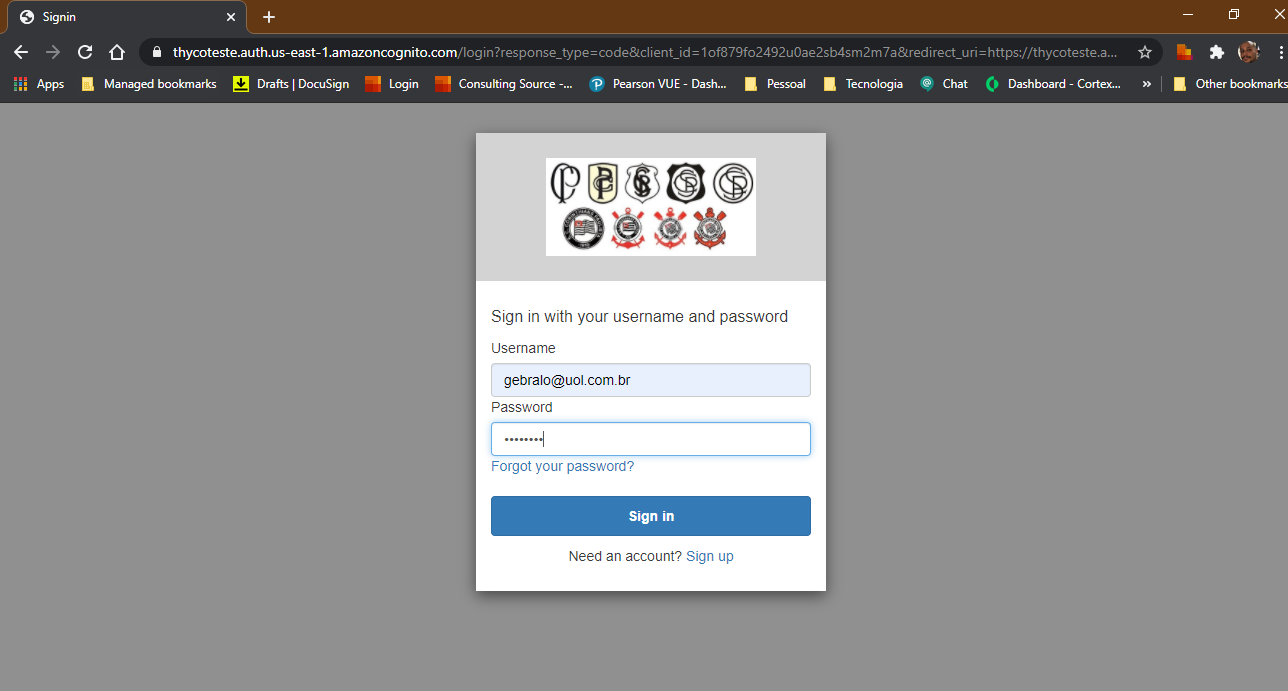 Signin
thycoteste.auth.us-east-1.amazoncognito.com/login?response_type=code&client_id=1of879fo2492u0ae2sb4sm2m7a&redirect_uri=https://thycoteste.a...
Apps Managed bookmarks Drafts | DocuSign Login Consulting Source -... Pearson VUE - Dash... Pessoal Tecnologia Chat Dashboard - Cortex... » Other bookmarks
Sign in with your username and password
Username
gebralo@uol.com.br
Password
••••••••
Forgot your password?
Sign in
Need an account? Sign up